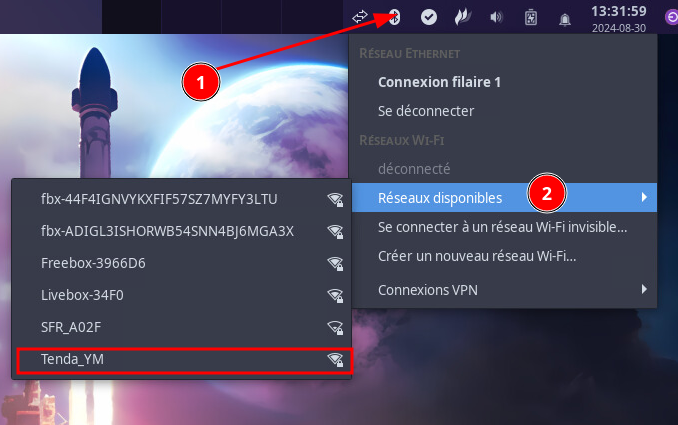 13:31:59
2024-08-30
1
Réseau Ethernet
Connexion filaire 1
Se déconnecter
Réseaux Wi-Fi
déconnecté
Réseaux disponibles
2
Se connecter à un réseau Wi-Fi invisible...
Créer un nouveau réseau Wi-Fi...
Connexions VPN
fbx-44F4IGNVYKXFIF57SZ7MYFY3LTU
fbx-ADIGL3ISHORWB54SNN4BJ6MGA3X
Freebox-3966D6
Livebox-34F0
SFR_A02F
Tenda_YM